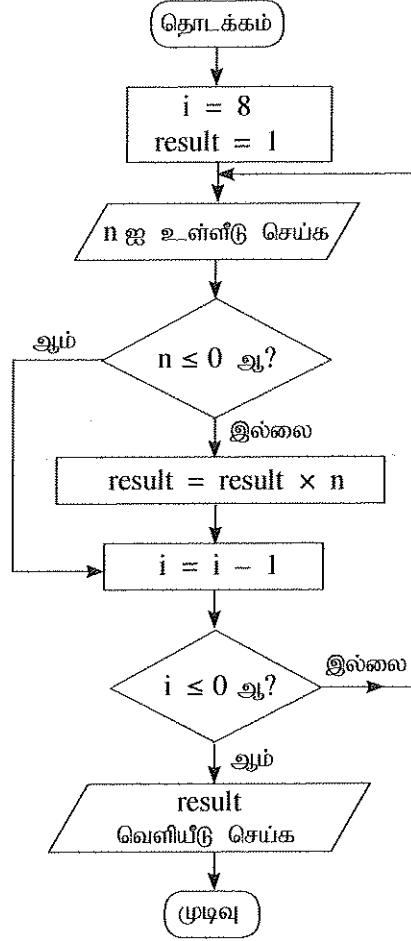 தொடக்கம்
i = 8
result = 1
n ஐ உள்ளீடு செய்க
n ≤ 0 ஆ?
ஆம்
இல்லை
result = result × n
i = i − 1
i ≤ 0 ஆ?
இல்லை
ஆம்
result
வெளியீடு செய்க
முடிவு